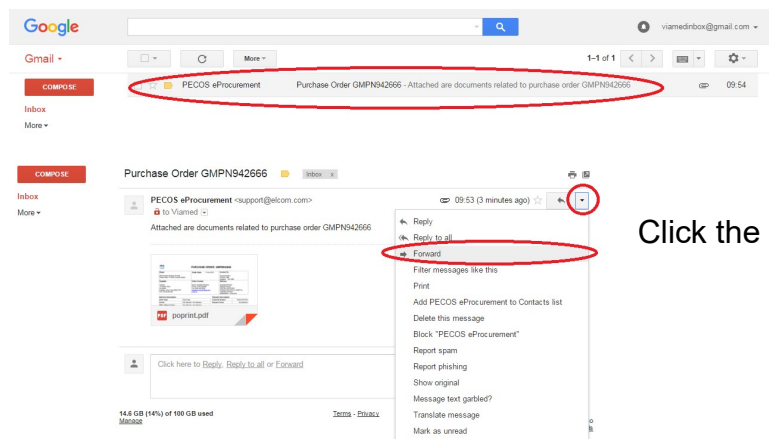 Google
viamedinbox@gmail.com
Gmail
More
1–1 of 1
COMPOSE
PECOS eProcurement Purchase Order GMPN942666 - Attached are documents related to purchase order GMPN942666 09:54
Inbox
More
COMPOSE
Purchase Order GMPN942666 Inbox x
Inbox
More
PECOS eProcurement <support@elcom.com> 09:53 (3 minutes ago)
to Viamed
Attached are documents related to purchase order GMPN942666
Reply
Reply to all
Forward
Filter messages like this
Print
Add PECOS eProcurement to Contacts list
Delete this message
Block "PECOS eProcurement"
Report spam
Report phishing
Show original
Message text garbled?
Translate message
Mark as unread
Click the
PDF poprint.pdf
Click here to Reply, Reply to all or Forward
14.6 GB (14%) of 100 GB used
Manage
Terms - Privacy